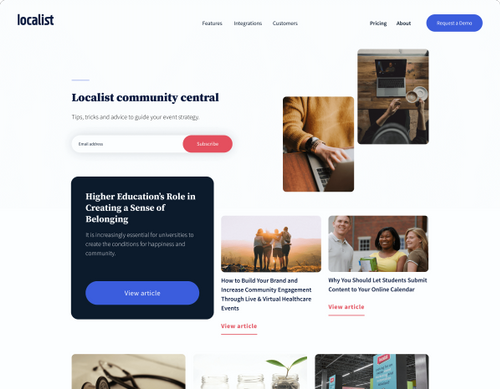 localist
Features Integrations Customers Pricing About Request a Demo
Localist community central
Tips, tricks and advice to guide your event strategy.
Email address Subscribe
Higher Education's Role in
Creating a Sense of
Belonging
It is increasingly essential for universities to
create the conditions for happiness and
community.
View article
How to Build Your Brand and
Increase Community Engagement
Through Live & Virtual Healthcare
Events
View article
Why You Should Let Students Submit
Content to Your Online Calendar
View article